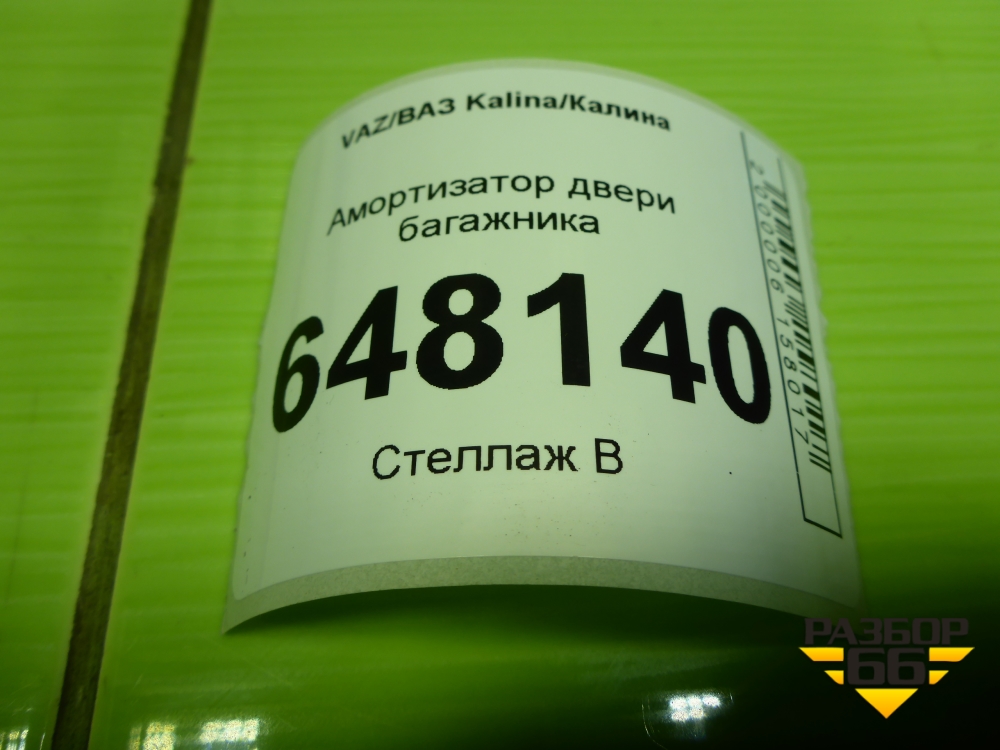 VAZ/ВАЗ Kalina/Калина
Амортизатор двери
багажника
648140
Стеллаж В
2000006158017
РАЗБОР
66